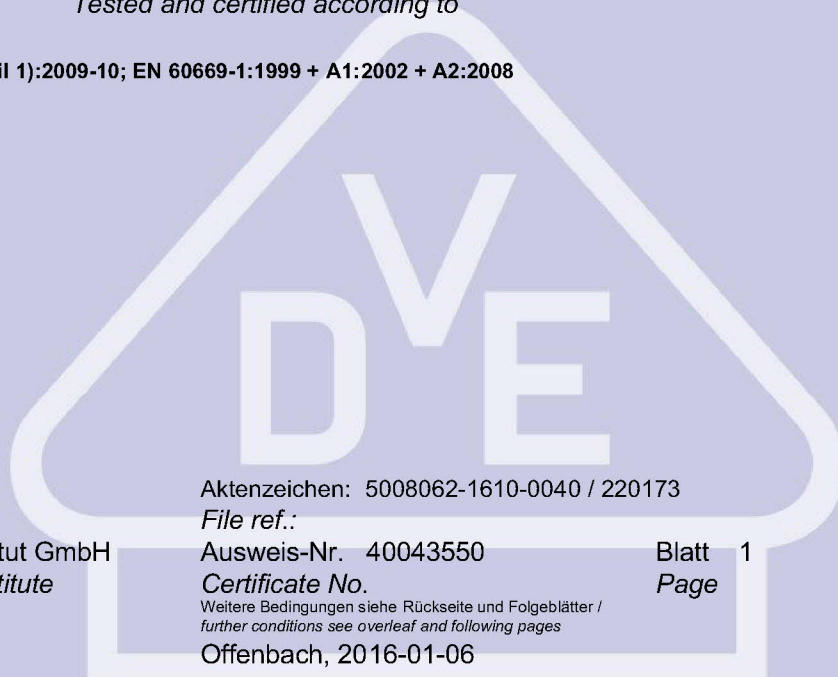 Tested and certified according to
il 1):2009-10; EN 60669-1:1999 + A1:2002 + A2:2008
VDE
Aktenzeichen: 5008062-1610-0040 / 220173
File ref.:
tut GmbH Ausweis-Nr. 40043550 Blatt 1
titute Certificate No. Page
Weitere Bedingungen siehe Rückseite und Folgeblätter /
further conditions see overleaf and following pages
Offenbach, 2016-01-06